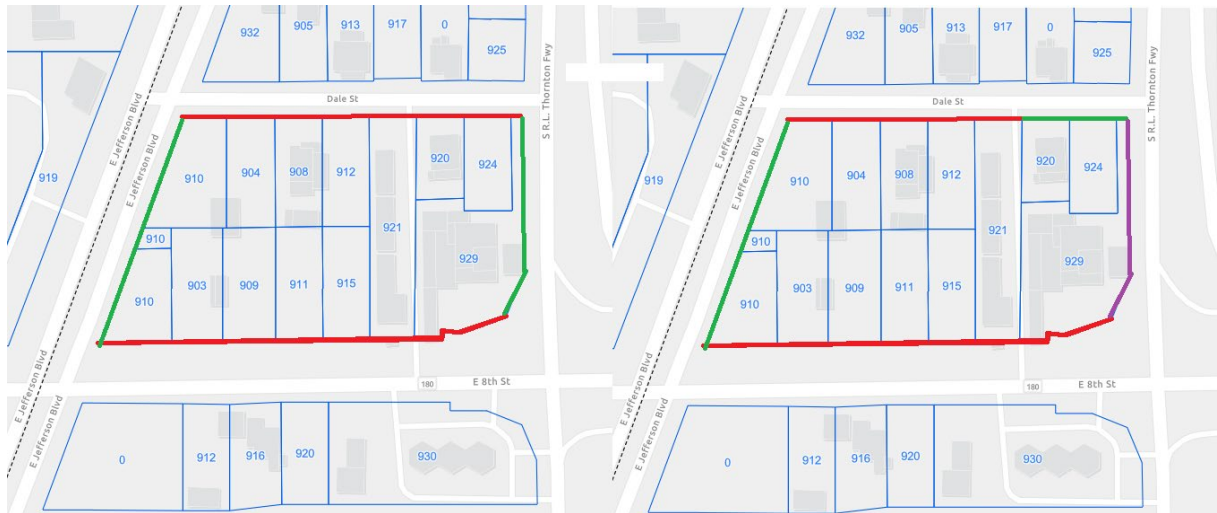 932 905 913 917 0
925
Dale St
E Jefferson Blvd
E Jefferson Blvd
S R.L. Thornton Fwy
919
910 904 908 912 920 924
921
910
929
910 903 909 911 915
180 E 8th St
E Jefferson Blvd
E Jefferson Blvd
0 912 916 920 930
932 905 913 917 0
925
Dale St
E Jefferson Blvd
E Jefferson Blvd
S R.L. Thornton Fwy
919
910 904 908 912 920 924
921
910
929
910 903 909 911 915
180 E 8th St
E Jefferson Blvd
E Jefferson Blvd
0 912 916 920 930